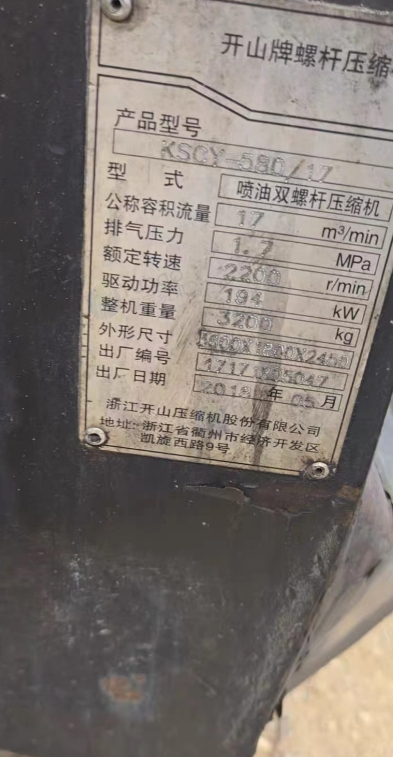 开山牌螺杆压缩
产品型号 KSCY-580/17
型 式 喷油双螺杆压缩机
公称容积流量 17 m³/min
排气压力 1.7 MPa
额定转速 2200 r/min
驱动功率 194 kW
整机重量 3200 kg
外形尺寸
出厂编号
出厂日期 年 05 月
浙江开山压缩机股份有限公司
地址:浙江省衢州市经济开发区
凯旋西路9号